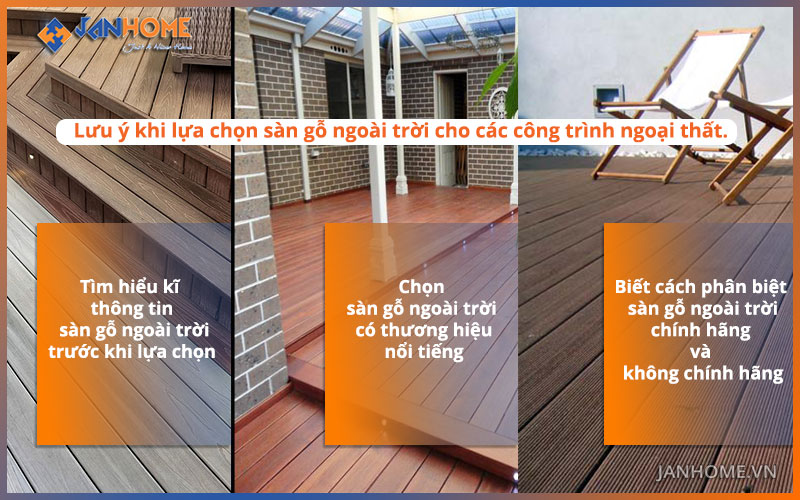 JANHOME
Lưu ý khi lựa chọn sàn gỗ ngoài trời cho các công trình ngoại thất.
Tìm hiểu kĩ
thông tin
sàn gỗ ngoài trời
trước khi lựa chọn
Chọn
sàn gỗ ngoài trời
có thương hiệu
nổi tiếng
Biết cách phân biệt
sàn gỗ ngoài trời
chính hãng
và
không chính hãng
JANHOME.VN